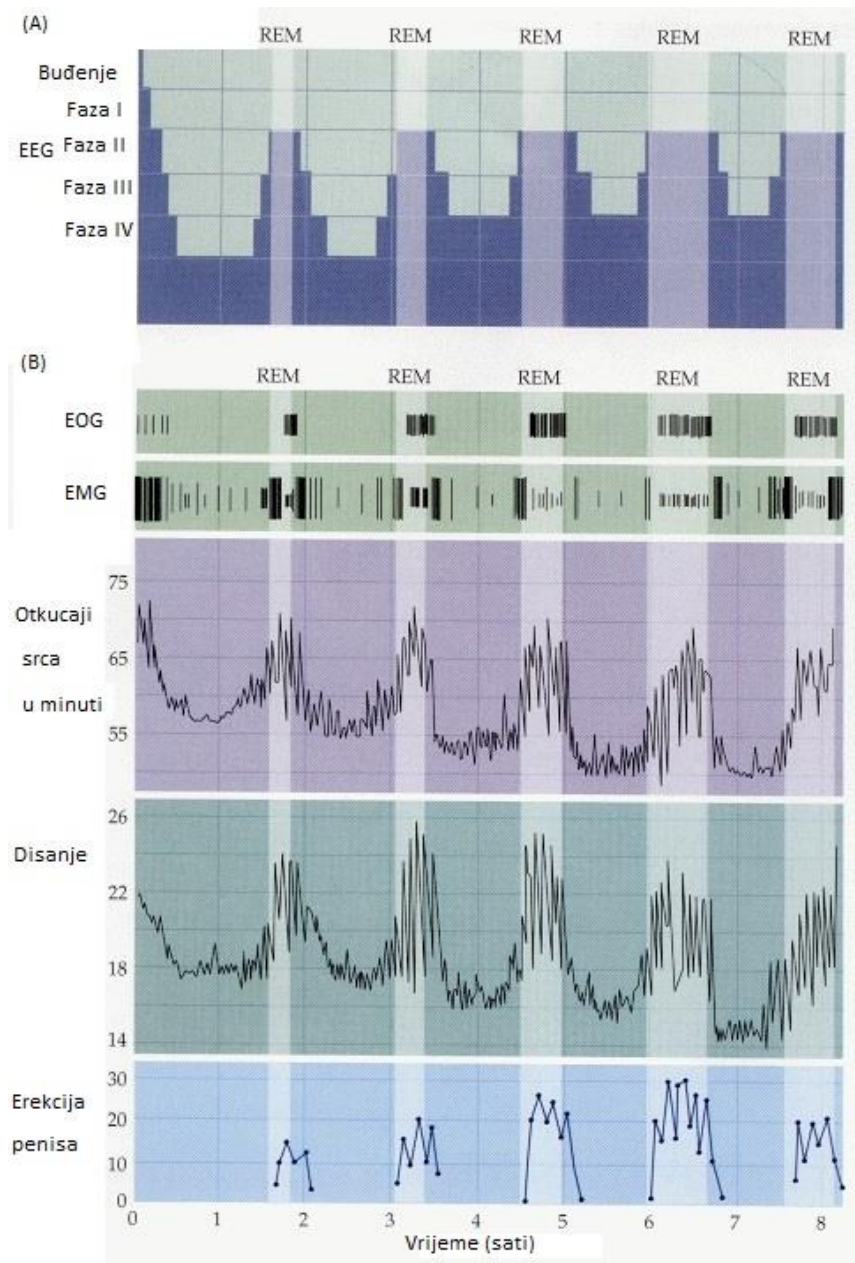 (A)
REM REM REM REM REM
Buđenje
Faza I
EEG Faza II
Faza III
Faza IV
(B)
REM REM REM REM REM
EOG
EMG
75
Otkucaji
srca
65
u minuti
55
26
Disanje
22
18
14
30
Erekcija
20
penisa
10
0
0 1 2 3 4 5 6 7 8
Vrijeme (sati)